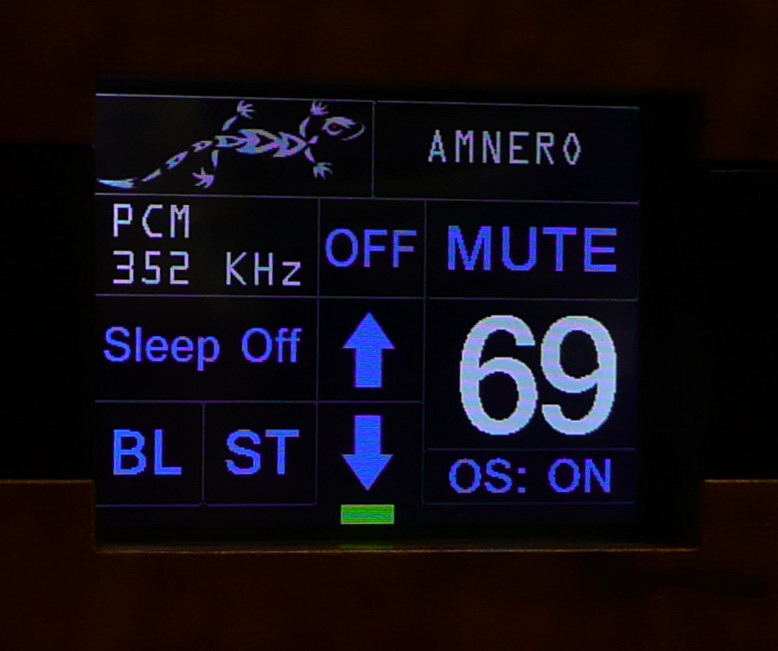 AMNERO
PCM
352 KHz
OFF
MUTE
Sleep Off
69
BL
ST
OS: ON